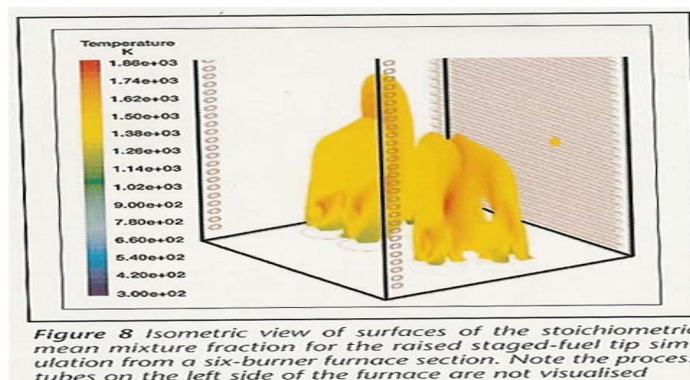 Temperature
K
1.86e+03
1.74e+03
1.62e+03
1.50e+03
1.38e+03
1.26e+03
1.14e+03
1.02e+03
9.00e+02
7.80e+02
6.60e+02
5.40e+02
4.20e+02
3.00e+02
Figure 8 Isometric view of surfaces of the stoichiometric
mean mixture fraction for the raised staged-fuel tip sim-
ulation from a six-burner furnace section. Note the process
tubes on the left side of the furnace are not visualised